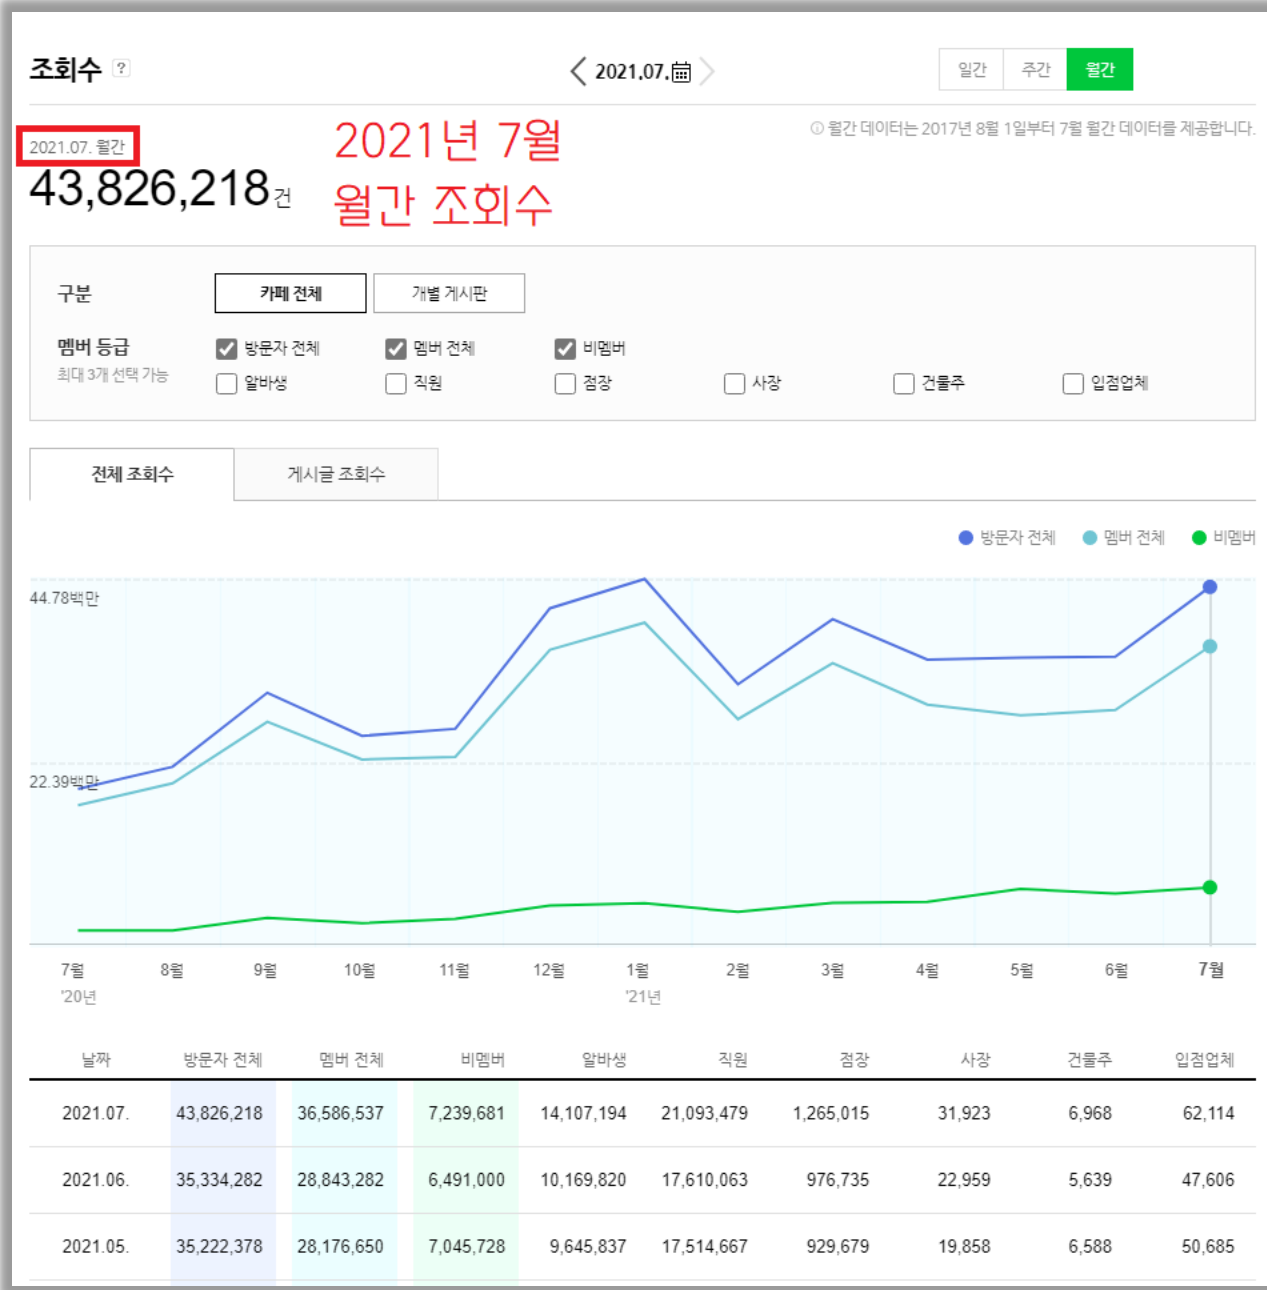 조회수 ?
2021.07.
일간 주간 월간
2021.07. 월간
43,826,218건
2021년 7월
월간 조회수
월간 데이터는 2017년 8월 1일부터 7월 월간 데이터를 제공합니다.
구분 카페 전체 개별 게시판
멤버 등급 방문자 전체 멤버 전체 비멤버
최대 3개 선택 가능
알바생 직원 점장 사장 건물주 입점업체
전체 조회수 게시글 조회수
방문자 전체 멤버 전체 비멤버
44.78백만
22.39백만
7월 8월 9월 10월 11월 12월 1월 2월 3월 4월 5월 6월 7월
'20년 '21년
날짜 방문자 전체 멤버 전체 비멤버 알바생 직원 점장 사장 건물주 입점업체
2021.07. 43,826,218 36,586,537 7,239,681 14,107,194 21,093,479 1,265,015 31,923 6,968 62,114
2021.06. 35,334,282 28,843,282 6,491,000 10,169,820 17,610,063 976,735 22,959 5,639 47,606
2021.05. 35,222,378 28,176,650 7,045,728 9,645,837 17,514,667 929,679 19,858 6,588 50,685